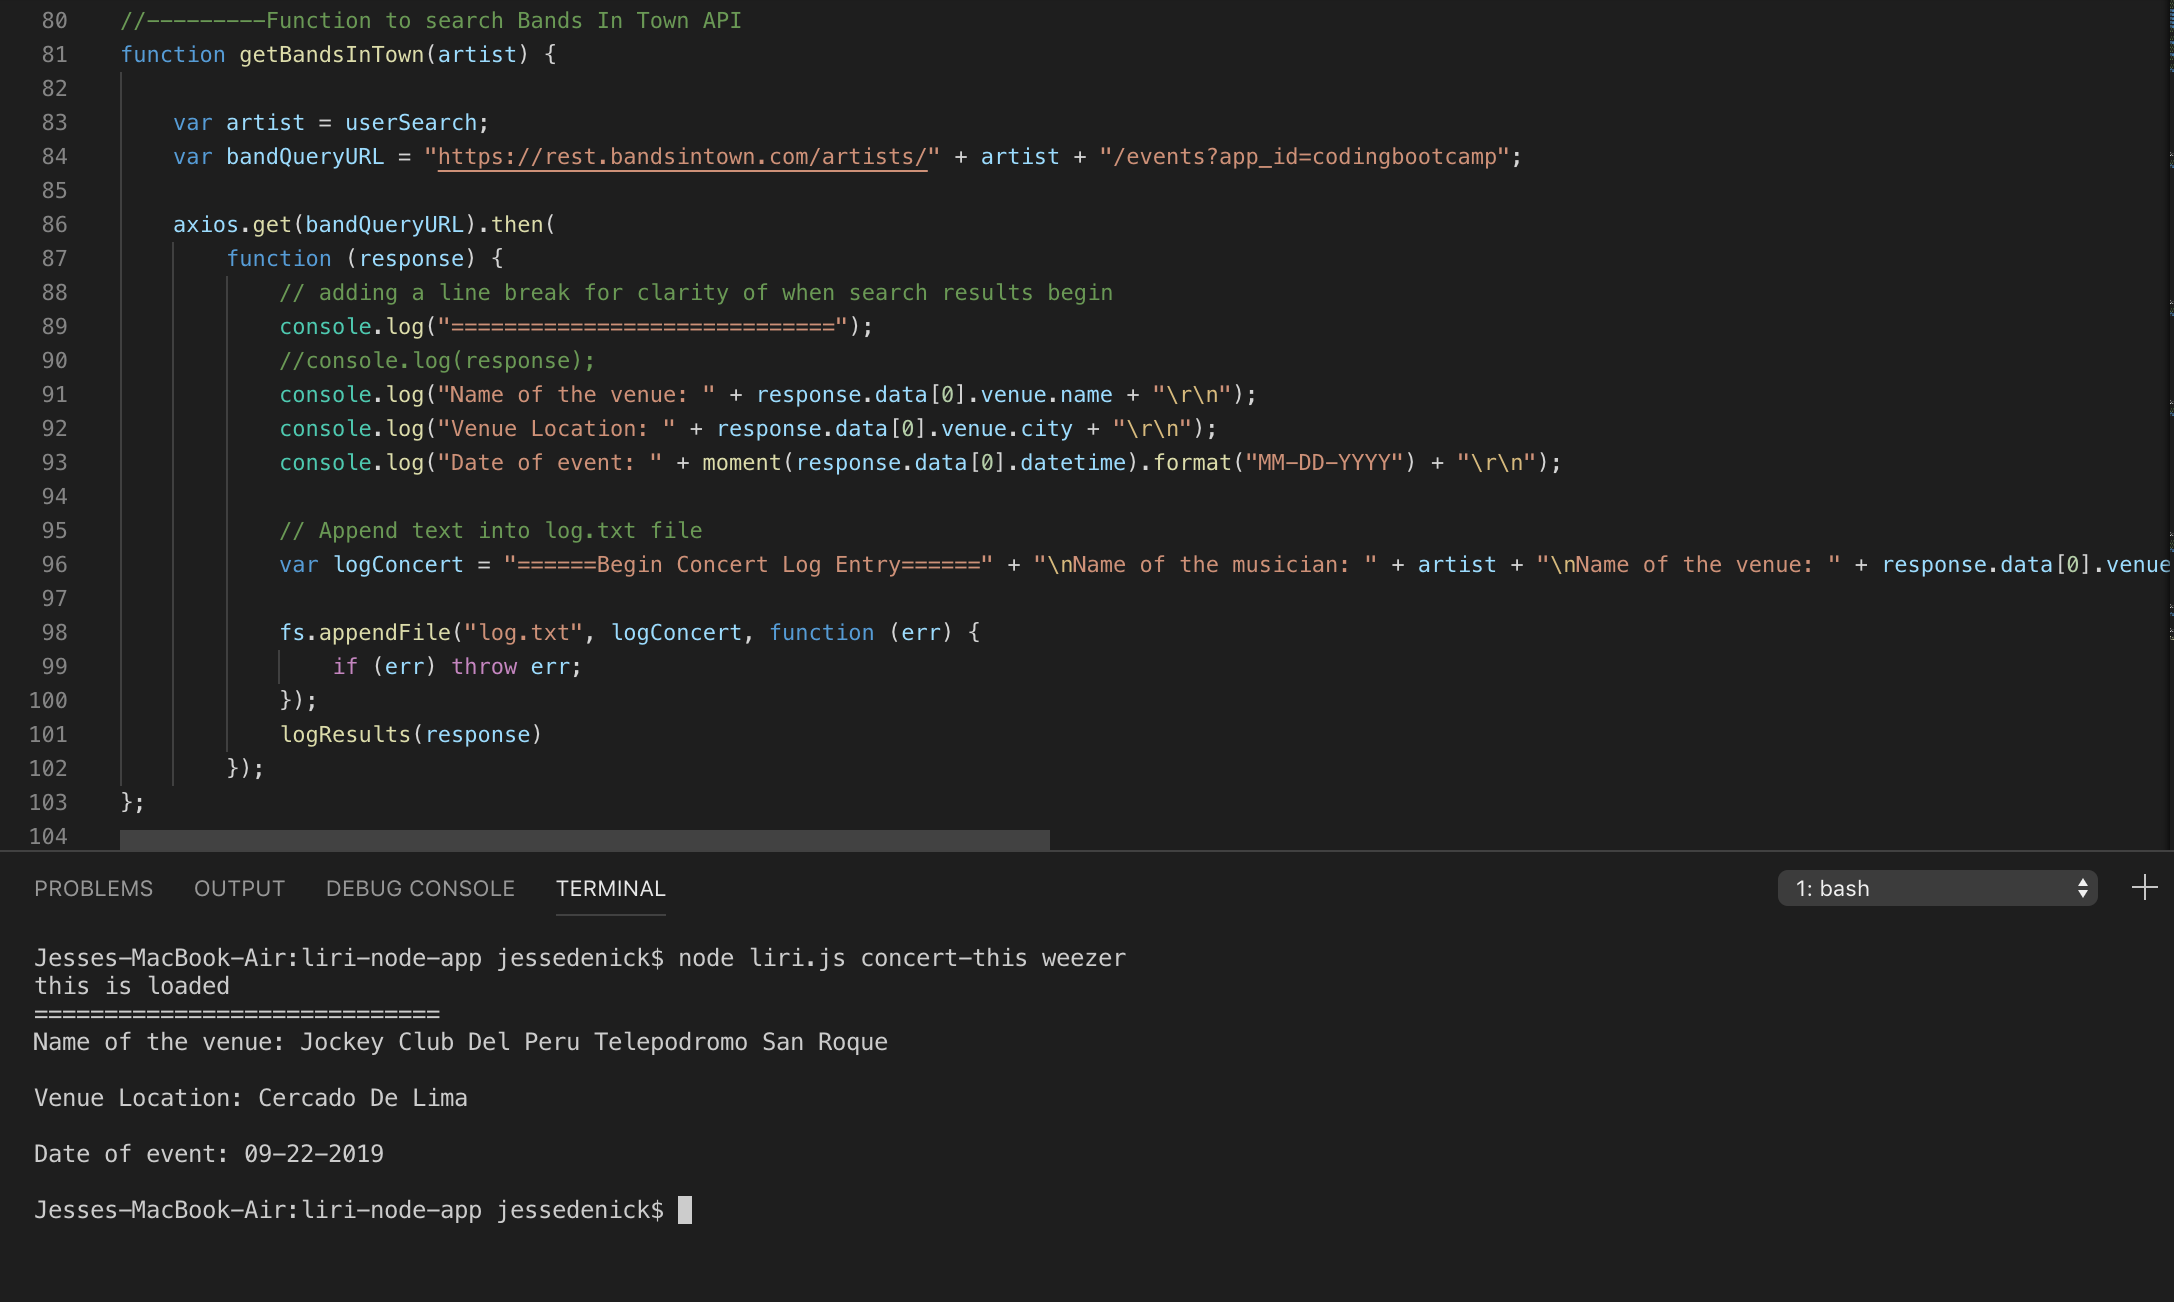 80 //---------Function to search Bands In Town API
81 function getBandsInTown(artist) {
82
83 var artist = userSearch;
84 var bandQueryURL = "https://rest.bandsintown.com/artists/" + artist + "/events?app_id=codingbootcamp";
85
86 axios.get(bandQueryURL).then(
87 function (response) {
88 // adding a line break for clarity of when search results begin
89 console.log("=============================");
90 //console.log(response);
91 console.log("Name of the venue: " + response.data[0].venue.name + "\r\n");
92 console.log("Venue Location: " + response.data[0].venue.city + "\r\n");
93 console.log("Date of event: " + moment(response.data[0].datetime).format("MM-DD-YYYY") + "\r\n");
94
95 // Append text into log.txt file
96 var logConcert = "======Begin Concert Log Entry======" + "\nName of the musician: " + artist + "\nName of the venue: " + response.data[0].venue
97
98 fs.appendFile("log.txt", logConcert, function (err) {
99 if (err) throw err;
100 });
101 logResults(response)
102 });
103 };
104
PROBLEMS OUTPUT DEBUG CONSOLE TERMINAL 1: bash
Jesses-MacBook-Air:liri-node-app jessedenick$ node liri.js concert-this weezer
this is loaded
=============================
Name of the venue: Jockey Club Del Peru Telepodromo San Roque
Venue Location: Cercado De Lima
Date of event: 09-22-2019
Jesses-MacBook-Air:liri-node-app jessedenick$